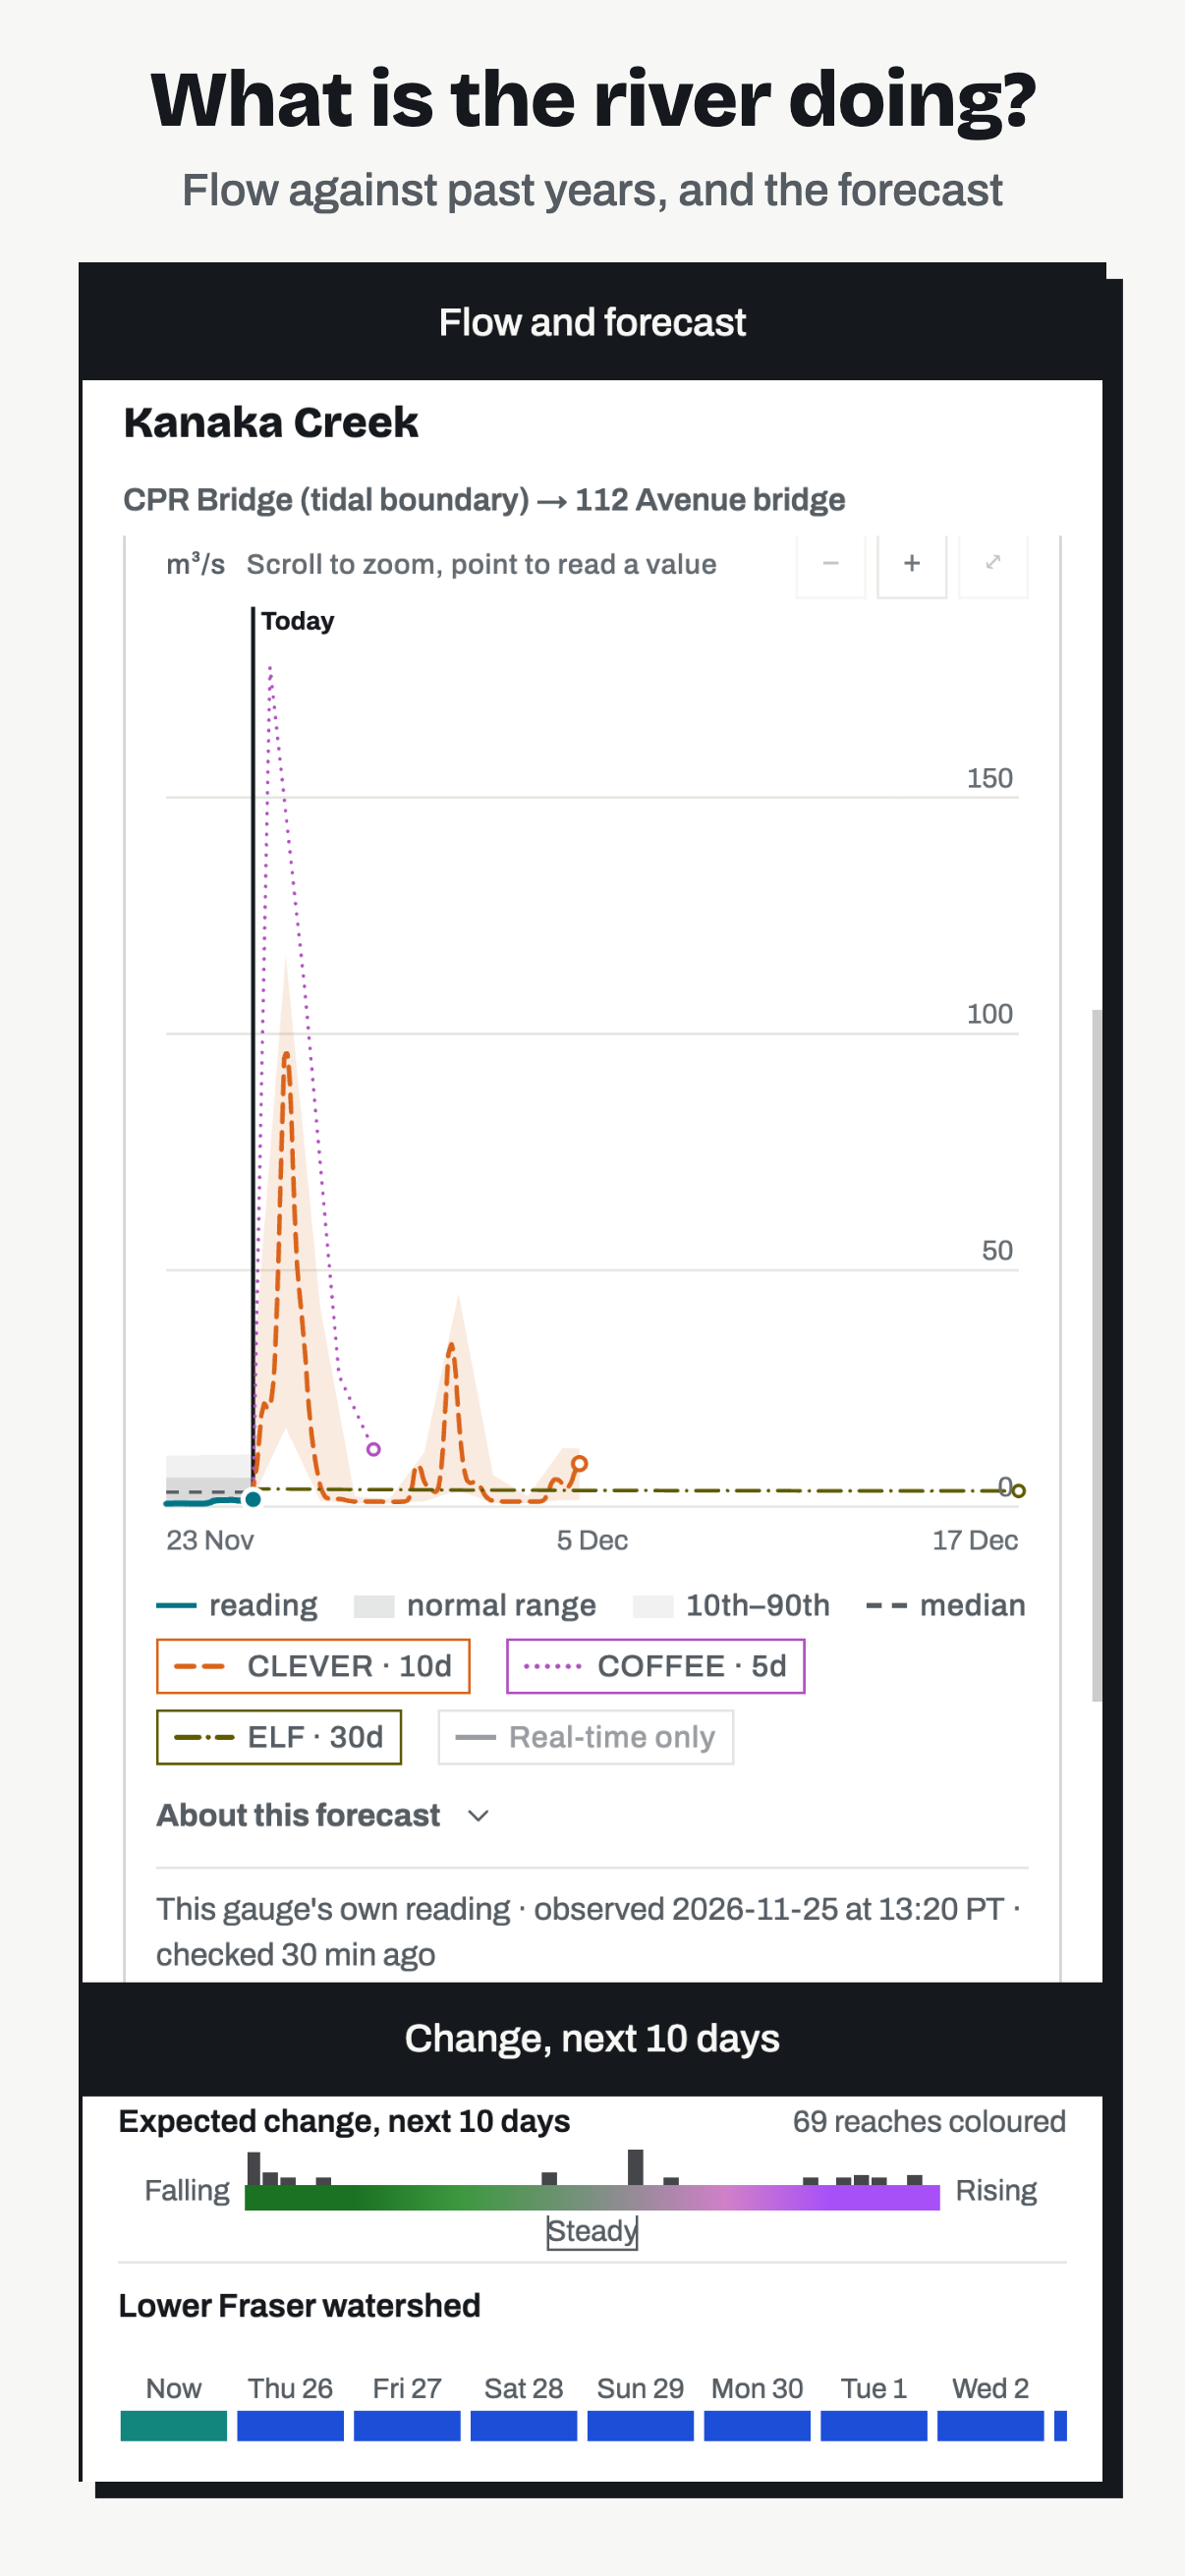 What is the river doing?
Flow against past years, and the forecast
Flow and forecast
Kanaka Creek
CPR Bridge (tidal boundary) → 112 Avenue bridge
m³/s Scroll to zoom, point to read a value − + ⤢
Today
150
100
50
0
23 Nov 5 Dec 17 Dec
reading normal range 10th–90th median
CLEVER · 10d COFFEE · 5d
ELF · 30d Real-time only
About this forecast
This gauge's own reading · observed 2026-11-25 at 13:20 PT ·
checked 30 min ago
Change, next 10 days
Expected change, next 10 days 69 reaches coloured
Falling Rising
Steady
Lower Fraser watershed
Now Thu 26 Fri 27 Sat 28 Sun 29 Mon 30 Tue 1 Wed 2